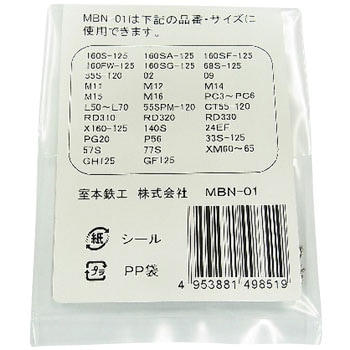 MBN-01は下記の品番・サイズに
使用できます。
160S-125 160SA-125 160SF-125
160FW-125 160SG-125 68S-125
55S-120 02 09
M11 M12 M14
M15 M16 PC3〜PC6
L50〜L70 55SPM-120 CT55-120
RD310 RD320 RD330
X160-125 140S 24EF
PG20 P56 33S-125
57S 77S XM60〜65
GH125 GF125
室本鉄工 株式会社 MBN-01
紙 シール
プラ PP袋
4 953881 498519